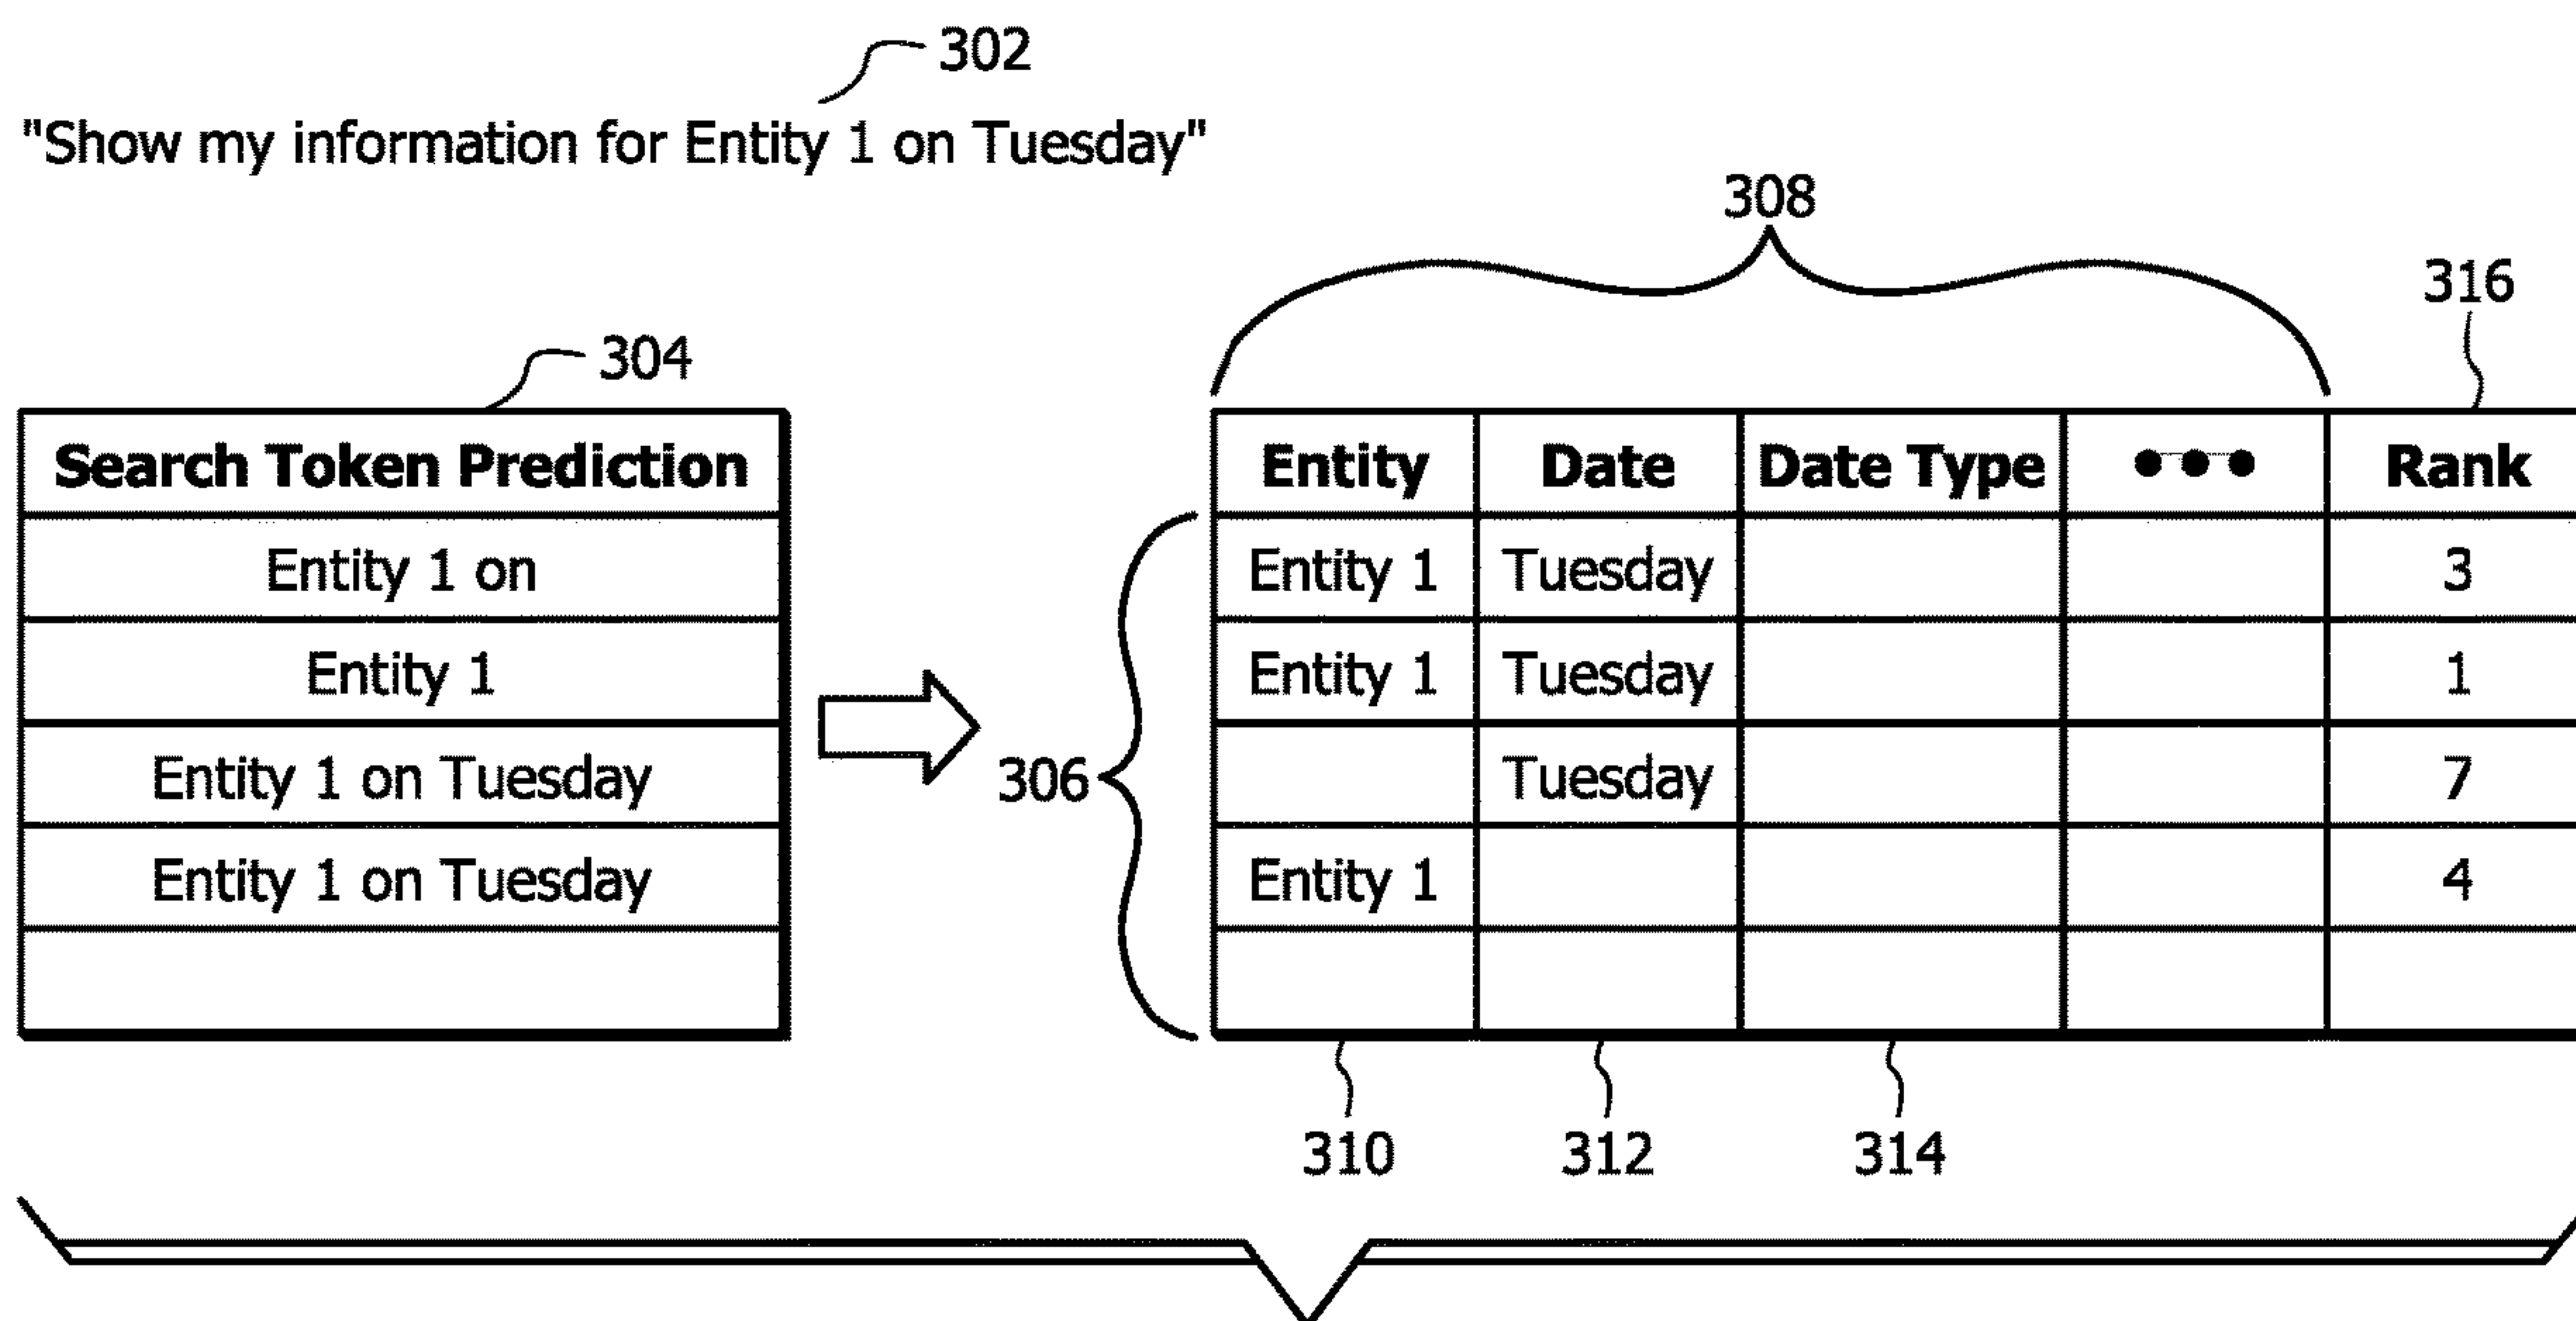 302
"Show my information for Entity 1 on Tuesday"
308
316
304
Search Token Prediction
Entity 1 on
Entity 1
Entity 1 on Tuesday
Entity 1 on Tuesday
306
Entity Date Date Type ••• Rank
Entity 1 Tuesday 3
Entity 1 Tuesday 1
Tuesday 7
Entity 1 4
310 312 314